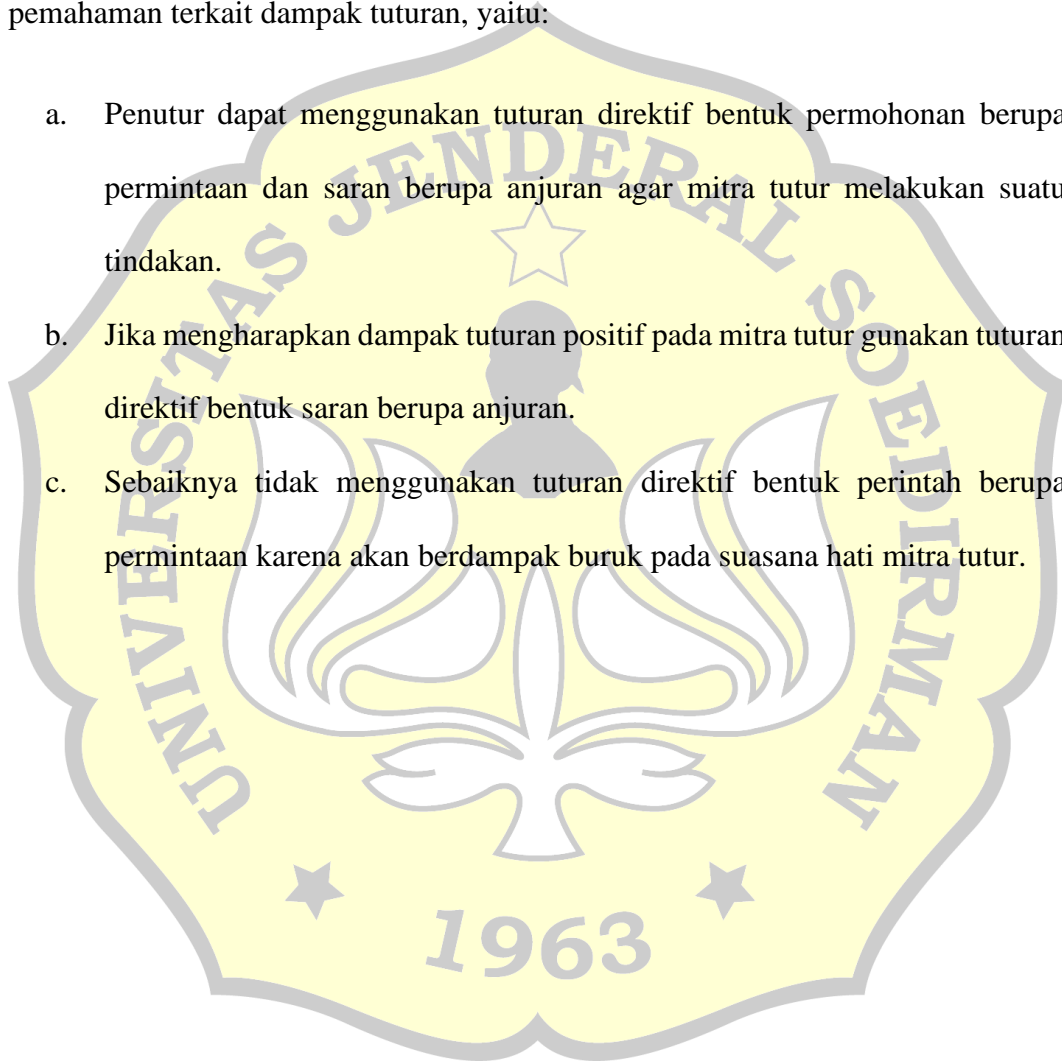 pemahaman terkait dampak tuturan, yaitu:
a. Penutur dapat menggunakan tuturan direktif bentuk permohonan berupa
permintaan dan saran berupa anjuran agar mitra tutur melakukan suatu
tindakan.
b. Jika mengharapkan dampak tuturan positif pada mitra tutur gunakan tuturan
direktif bentuk saran berupa anjuran.
c. Sebaiknya tidak menggunakan tuturan direktif bentuk perintah berupa
permintaan karena akan berdampak buruk pada suasana hati mitra tutur.
UNIVERSITAS JENDERAL SOEDIRMAN
1963